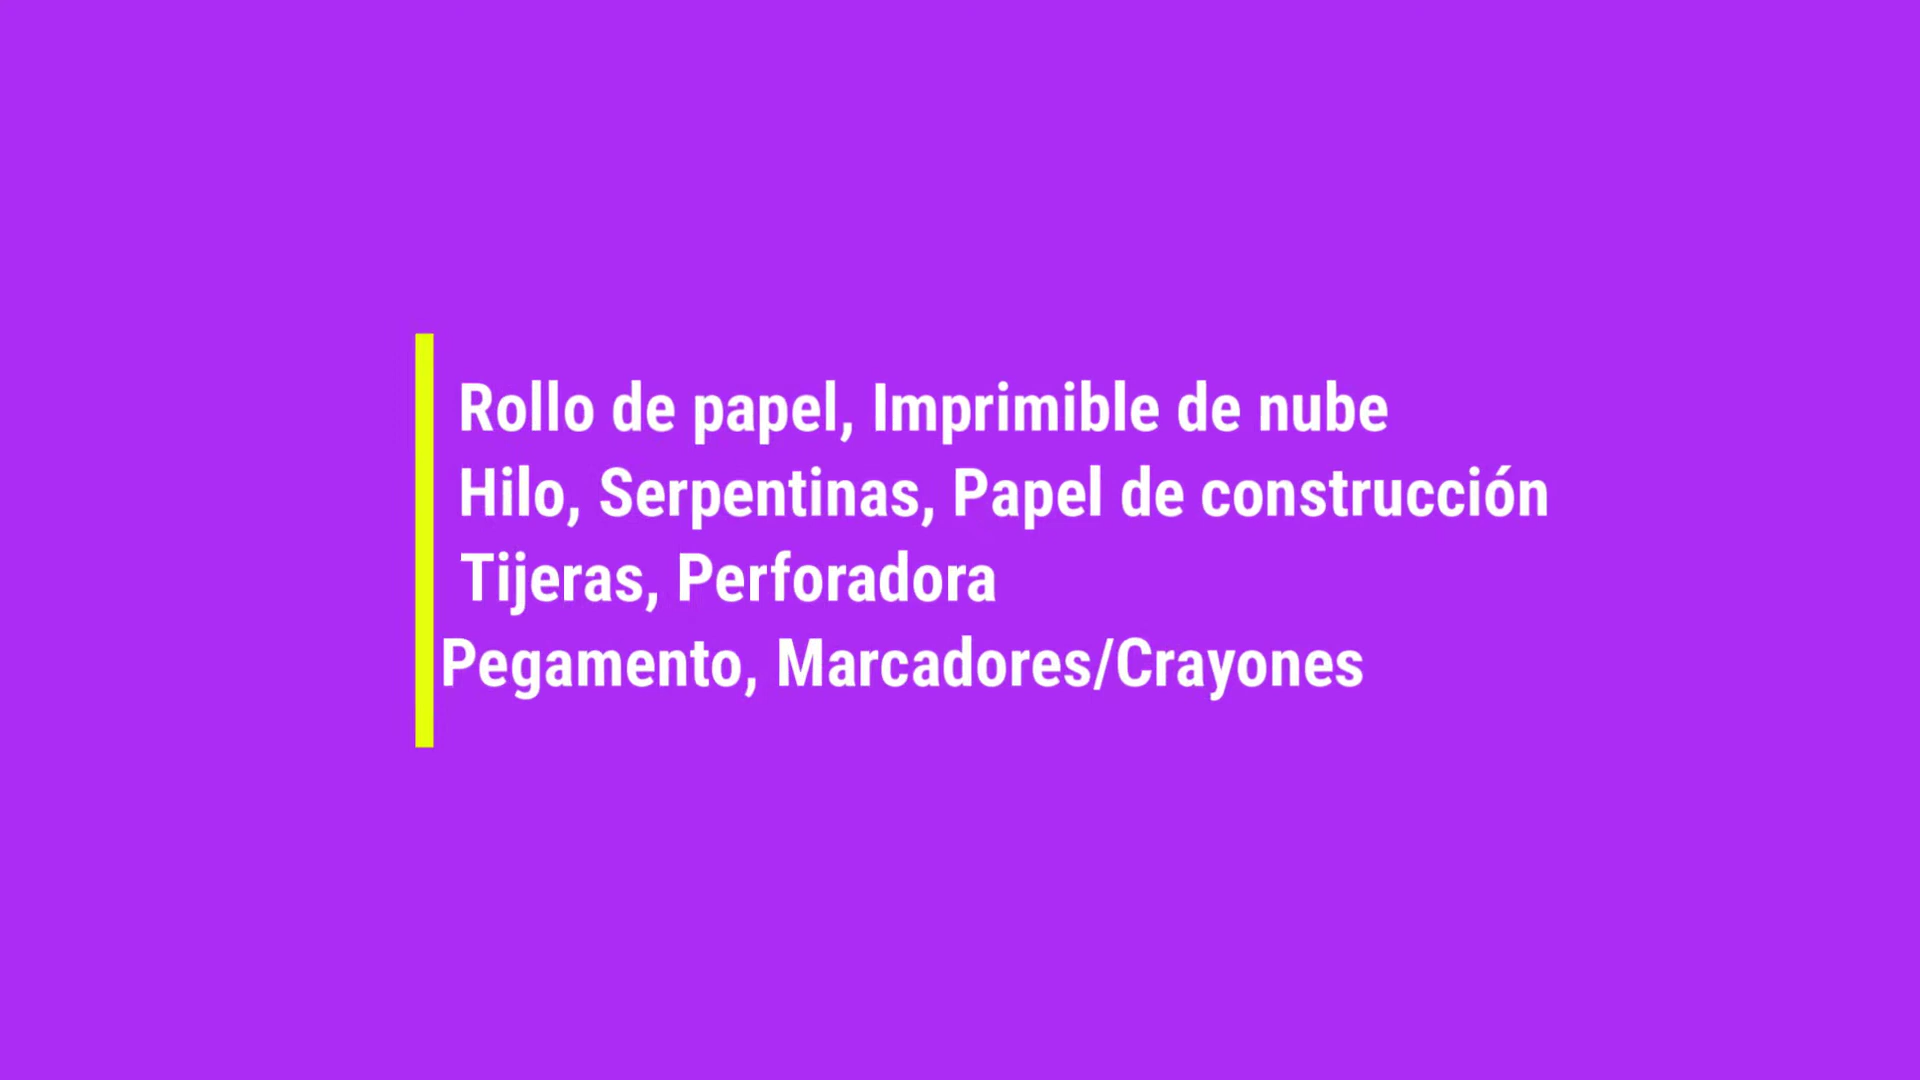 Rollo de papel, Imprimible de nube
Hilo, Serpentinas, Papel de construcción
Tijeras, Perforadora
Pegamento, Marcadores/Crayones